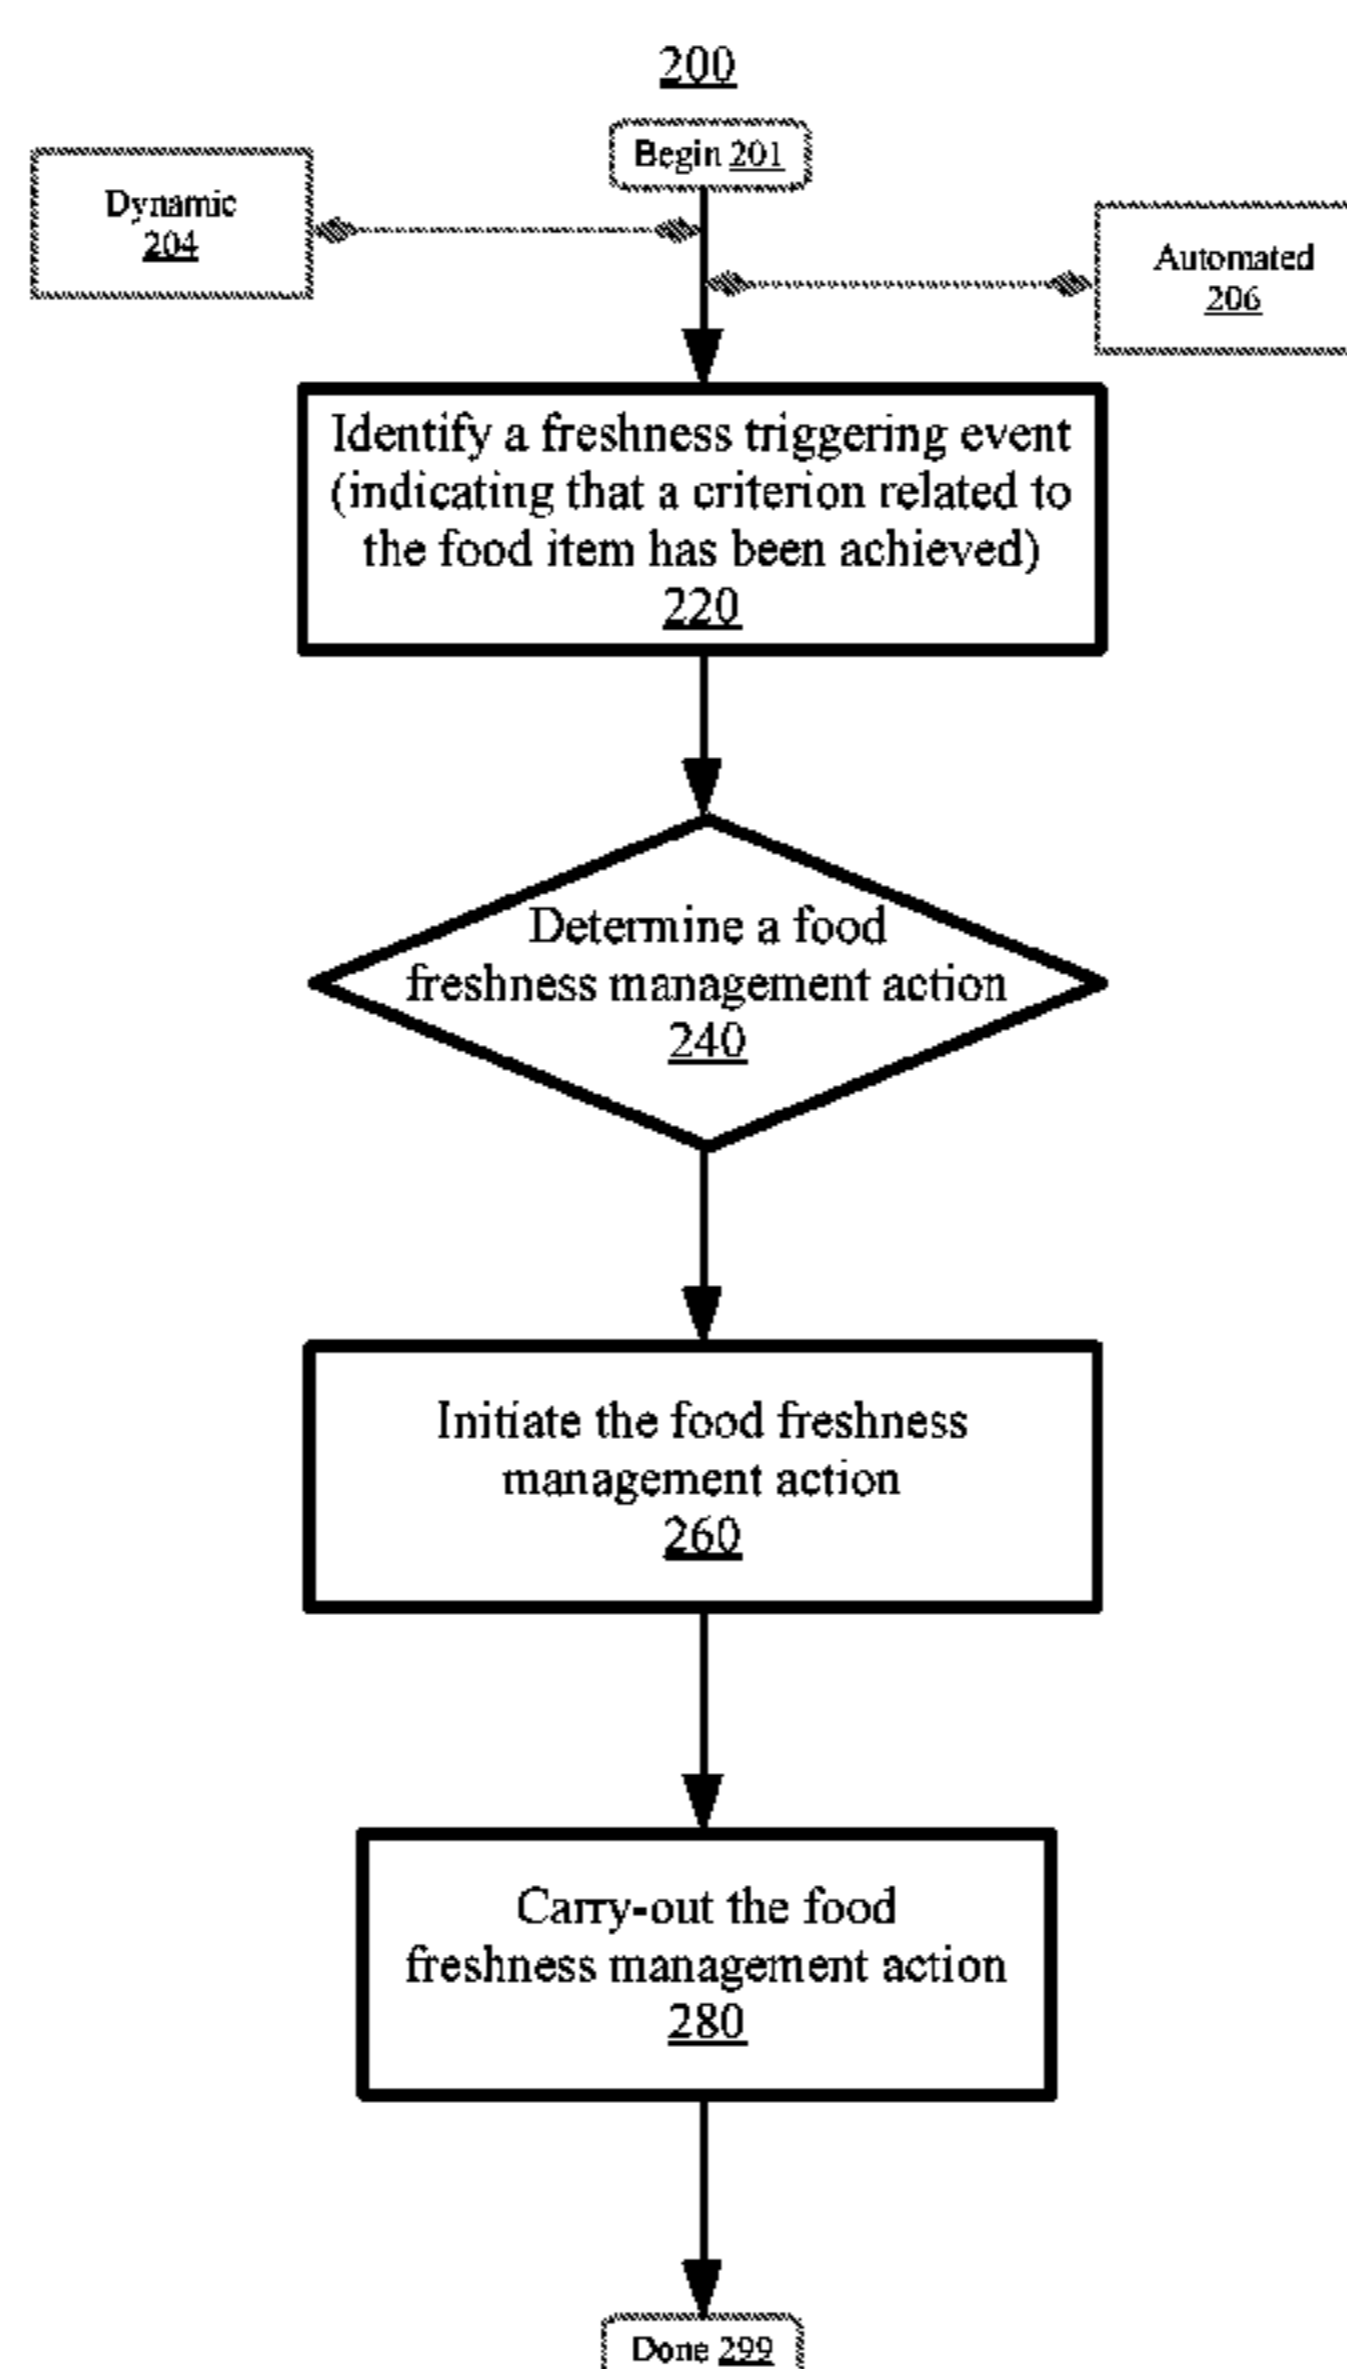 200
Begin 201
Dynamic
204
Automated
206
Identify a freshness triggering event
(indicating that a criterion related to
the food item has been achieved)
220
Determine a food
freshness management action
240
Initiate the food freshness
management action
260
Carry-out the food
freshness management action
280
Done 299